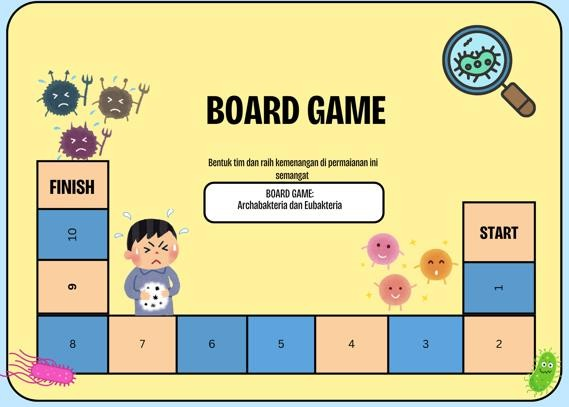 BOARD GAME
Bentuk tim dan raih kemenangan di permaianan ini
semangat
BOARD GAME:
Archabakteria dan Eubakteria
FINISH
10
9
8
7
6
5
4
3
2
1
START